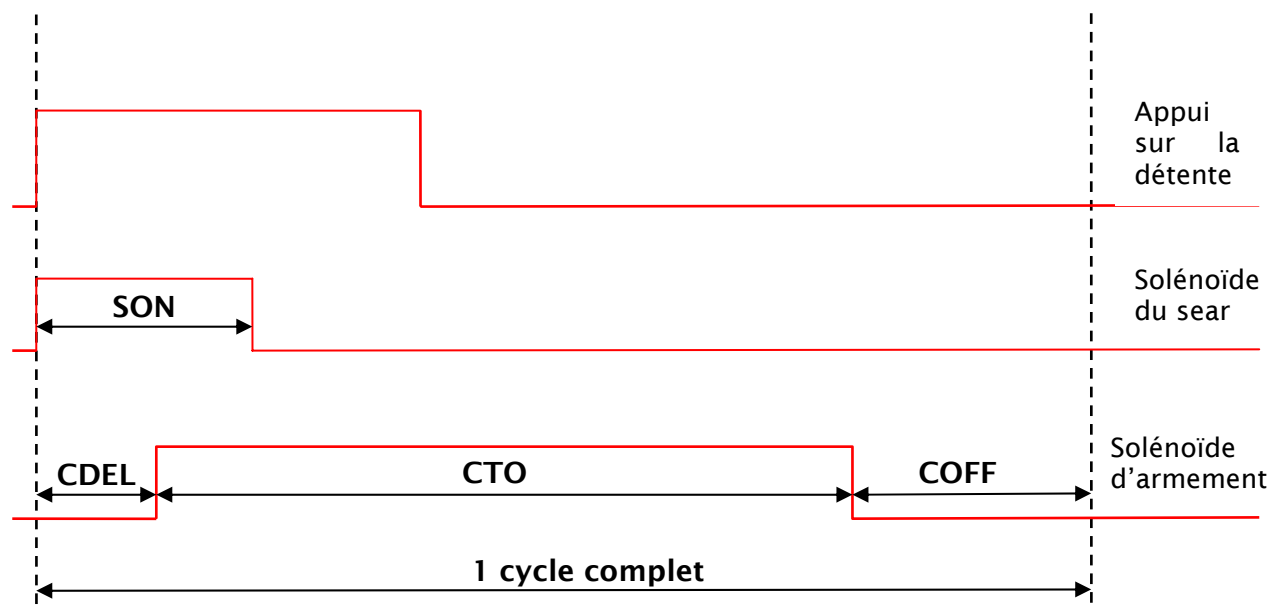 Appui
sur la
détente
Solénoïde
du sear
SON
Solénoïde
d'armement
CDEL
CTO
COFF
1 cycle complet